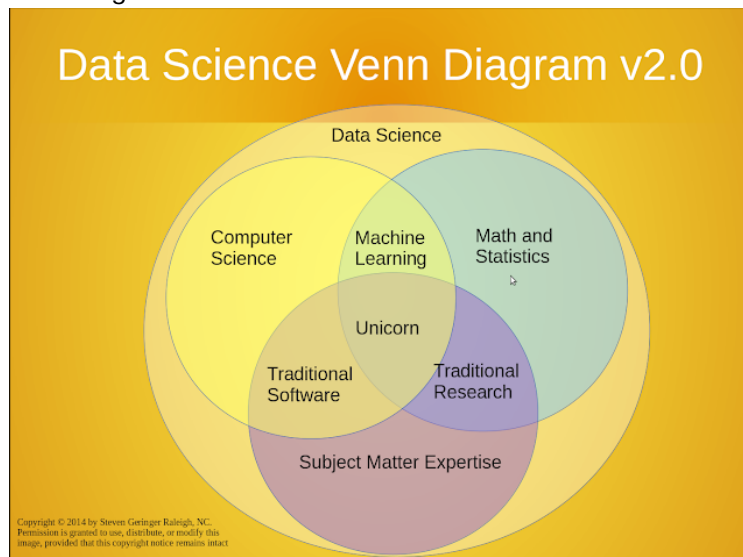 Data Science Venn Diagram v2.0
Data Science
Computer
Science
Machine
Learning
Math and
Statistics
Unicorn
Traditional
Software
Traditional
Research
Subject Matter Expertise
Copyright © 2014 by Steven Geringer Raleigh, NC.
Permission is granted to use, distribute, or modify this
image, provided that this copyright notice remains intact